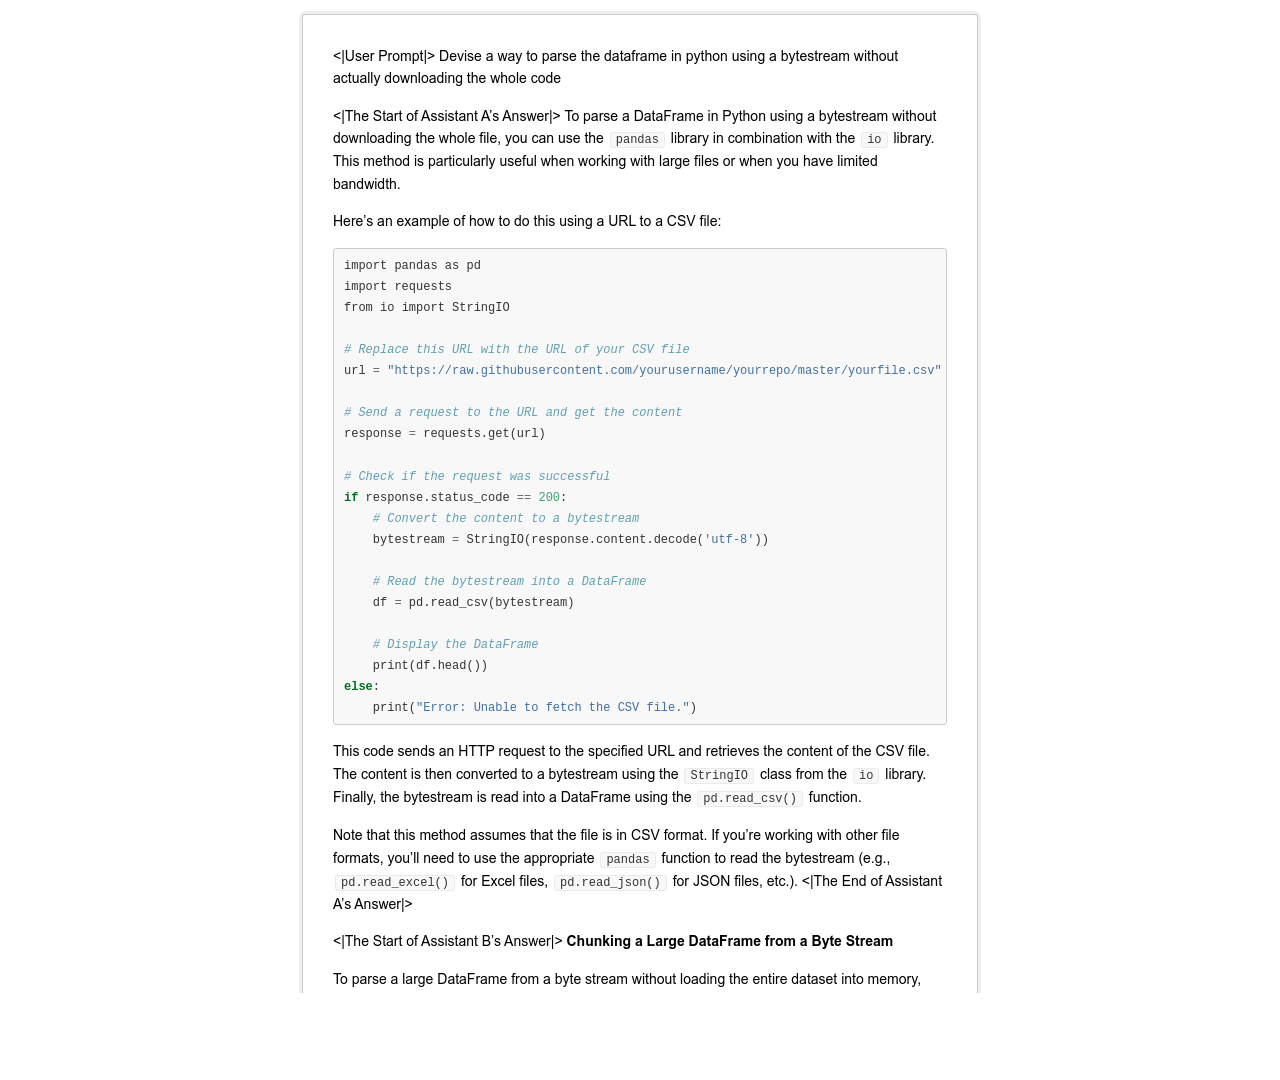 <|User Prompt|> Devise a way to parse the dataframe in python using a bytestream without
actually downloading the whole code
<|The Start of Assistant A’s Answer|> To parse a DataFrame in Python using a bytestream without
downloading the whole file, you can use the pandas library in combination with the io library.
This method is particularly useful when working with large files or when you have limited
bandwidth.
Here’s an example of how to do this using a URL to a CSV file:
import pandas as pd
import requests
from io import StringIO
# Replace this URL with the URL of your CSV file
url = "https://raw.githubusercontent.com/yourusername/yourrepo/master/yourfile.csv"
# Send a request to the URL and get the content
response = requests.get(url)
# Check if the request was successful
if response.status_code == 200:
    # Convert the content to a bytestream
    bytestream = StringIO(response.content.decode('utf-8'))
    # Read the bytestream into a DataFrame
    df = pd.read_csv(bytestream)
    # Display the DataFrame
    print(df.head())
else:
    print("Error: Unable to fetch the CSV file.")
This code sends an HTTP request to the specified URL and retrieves the content of the CSV file.
The content is then converted to a bytestream using the StringIO class from the io library.
Finally, the bytestream is read into a DataFrame using the pd.read_csv() function.
Note that this method assumes that the file is in CSV format. If you’re working with other file
formats, you’ll need to use the appropriate pandas function to read the bytestream (e.g.,
pd.read_excel() for Excel files, pd.read_json() for JSON files, etc.). <|The End of Assistant
A’s Answer|>
<|The Start of Assistant B’s Answer|> Chunking a Large DataFrame from a Byte Stream
To parse a large DataFrame from a byte stream without loading the entire dataset into memory,